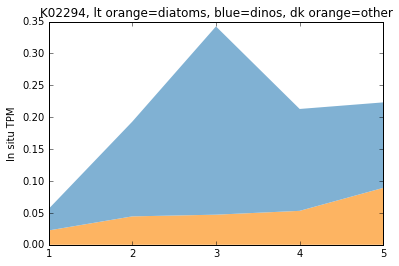 K02294, lt orange=diatoms, blue=dinos, dk orange=other
0.35
0.30
0.25
0.20
0.15
0.10
0.05
0.00
In situ TPM
1 2 3 4 5